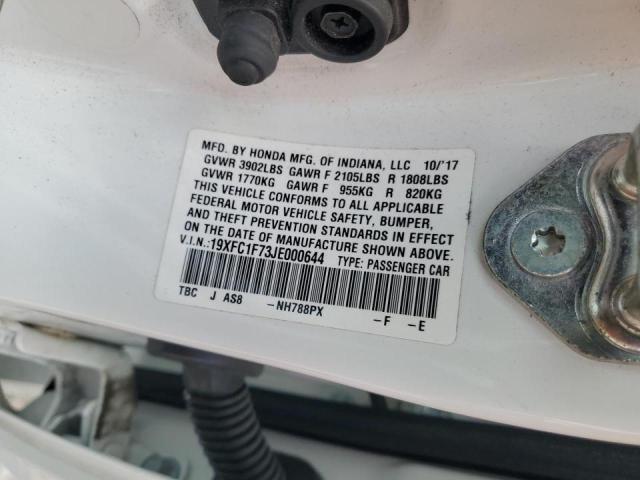 MFD. BY HONDA MFG. OF INDIANA, LLC 10/'17
GVWR 3902LBS GAWR F 2105LBS R 1808LBS
GVWR 1770KG GAWR F 955KG R 820KG
THIS VEHICLE CONFORMS TO ALL APPLICABLE
FEDERAL MOTOR VEHICLE SAFETY, BUMPER,
AND THEFT PREVENTION STANDARDS IN EFFECT
ON THE DATE OF MANUFACTURE SHOWN ABOVE.
V.I.N.:19XFC1F73JE000644 TYPE: PASSENGER CAR
TBC J AS8 -NH788PX -F -E